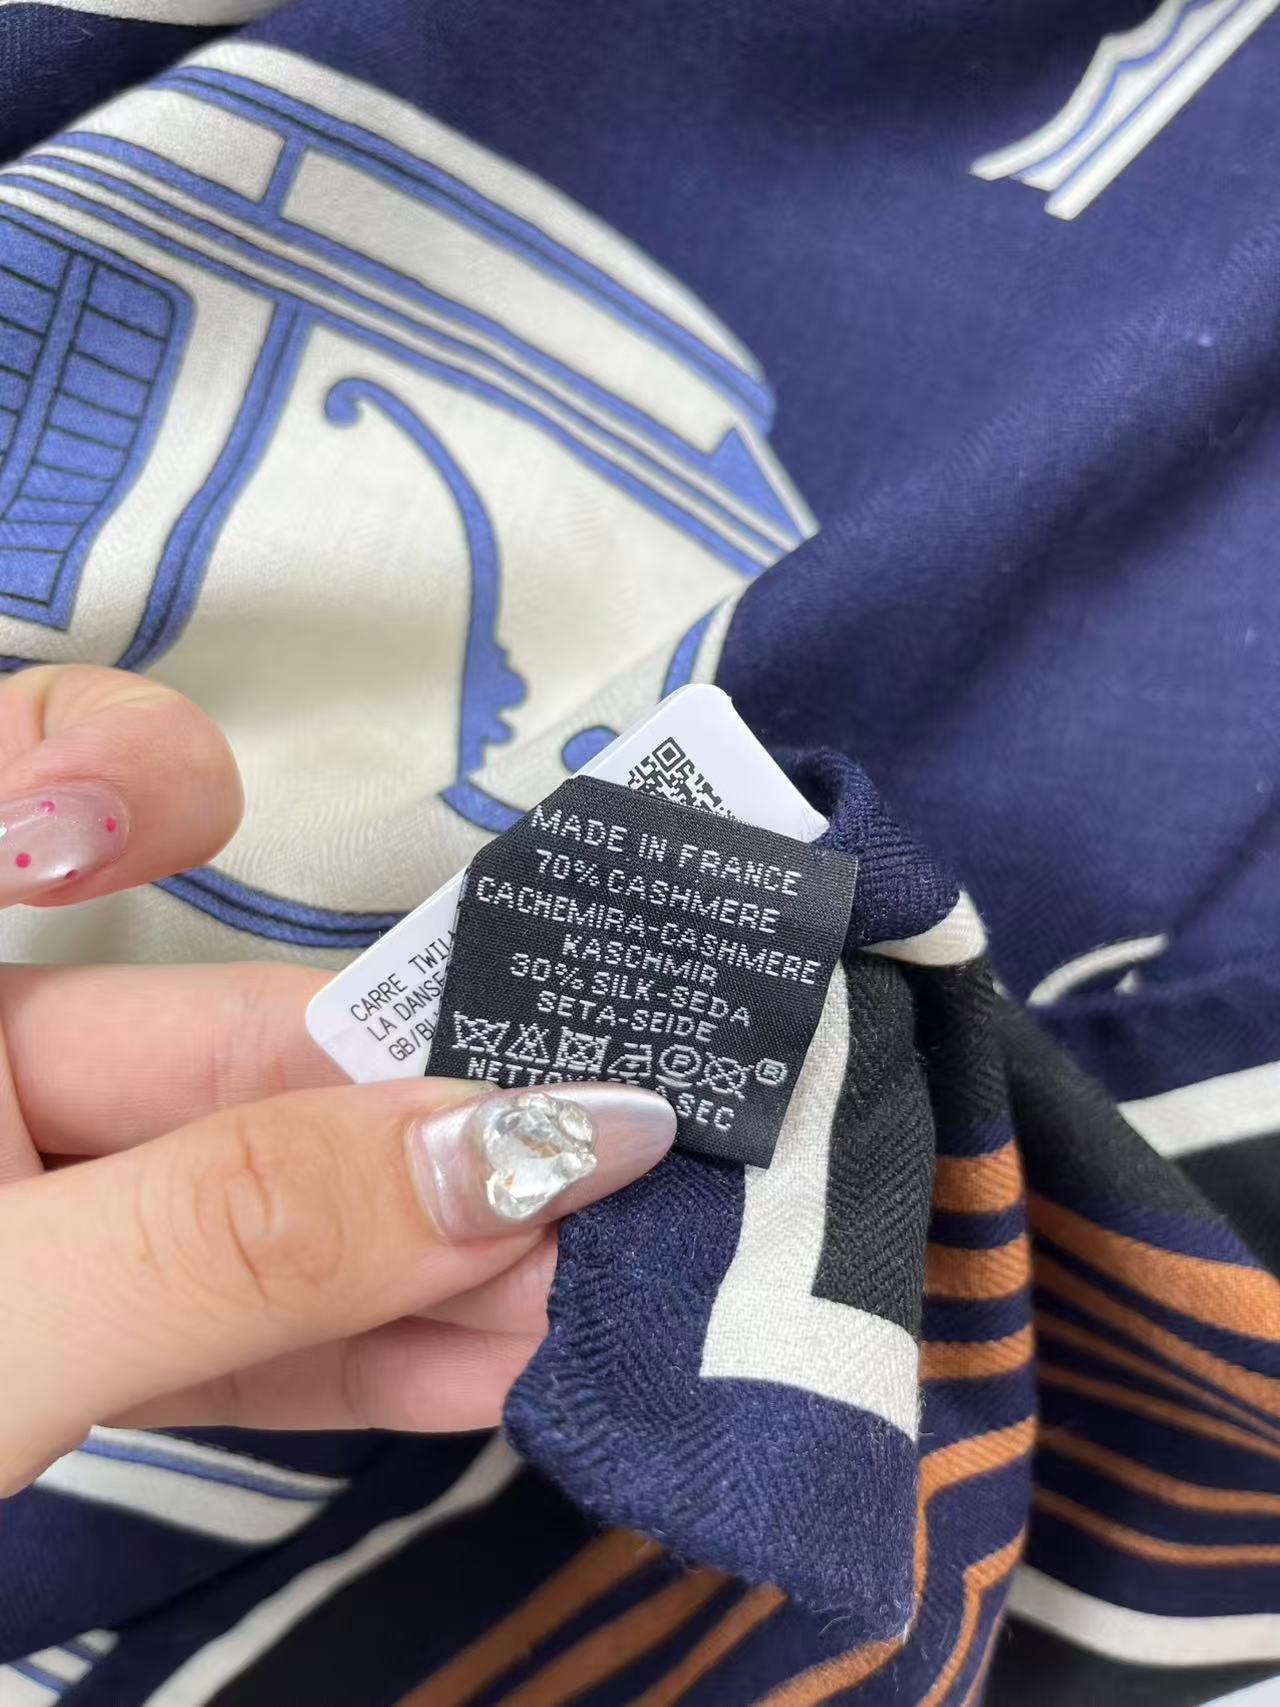 MADE IN FRANCE
70% CASHMERE
CACHEMIRA-CASHMERE
KASCHMIR
30% SILK-SEDA
SETA-SEIDE
SEC
CARRE TWIL
LA DANSE
GB/BL